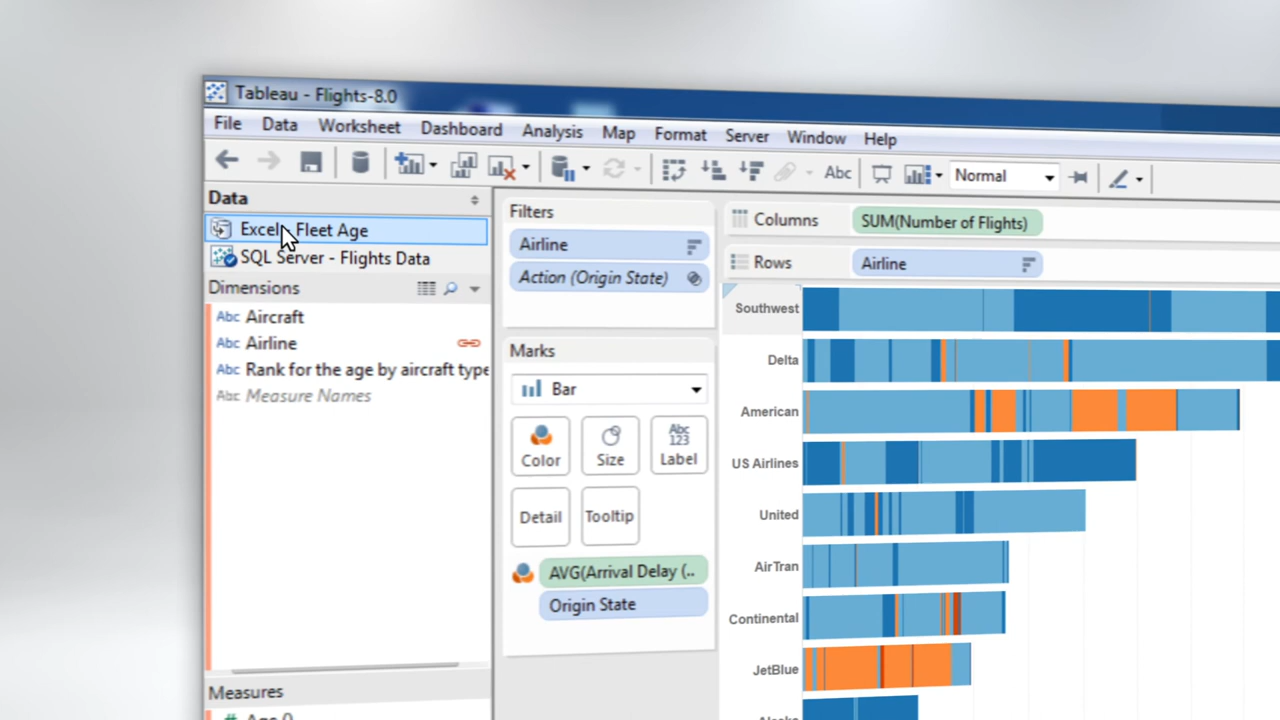 Tableau - Flights-8.0
File Data Worksheet Dashboard Analysis Map Format Server Window Help
Abc Normal
Data
Excel Fleet Age
SQL Server - Flights Data
Dimensions
Abc Aircraft
Abc Airline
Abc Rank for the age by aircraft type
Abc Measure Names
Measures
# Age 0
Filters
Airline
Action (Origin State)
Marks
Bar
Color
Size
Abc
123
Label
Detail
Tooltip
AVG(Arrival Delay (..
Origin State
Columns SUM(Number of Flights)
Rows Airline
Southwest
Delta
American
US Airlines
United
AirTran
Continental
JetBlue
Alaska